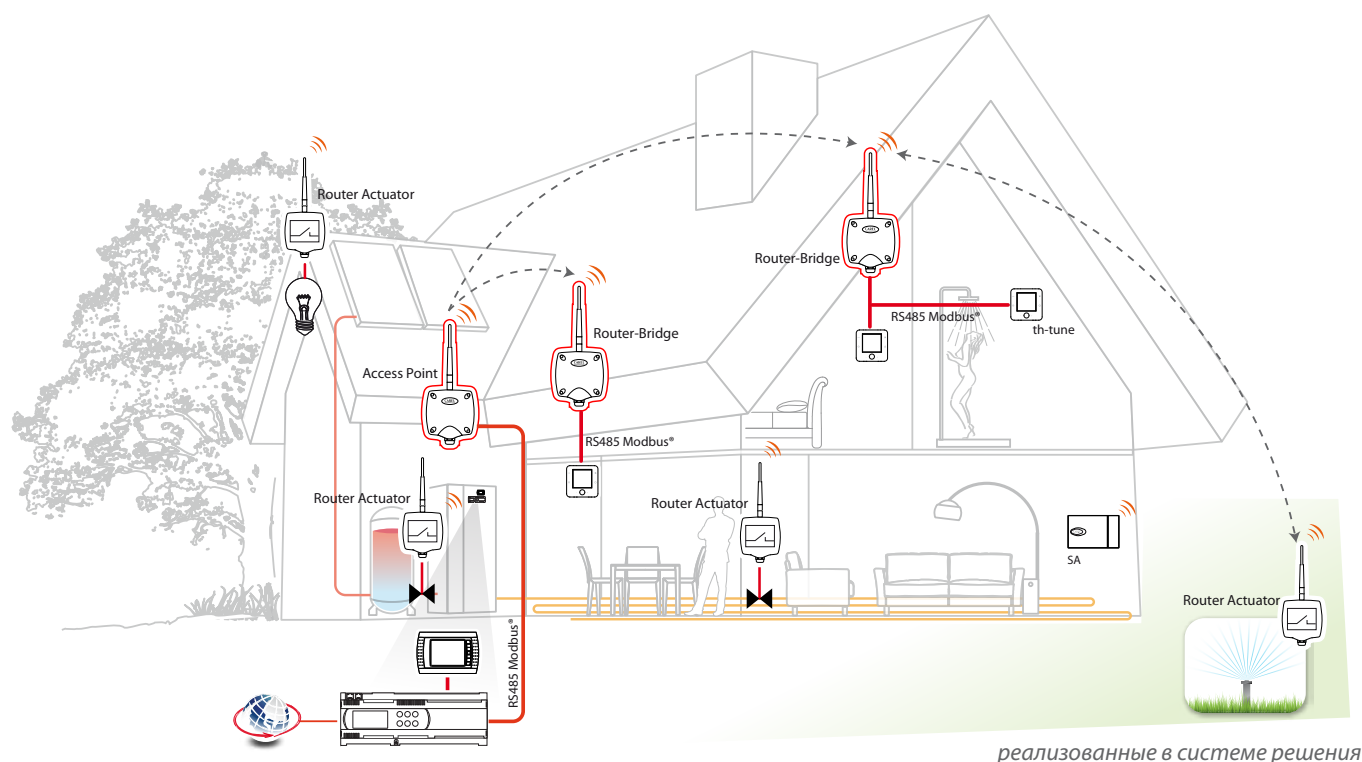 Router Actuator
Router-Bridge
RS485 Modbus®
th-tune
Router-Bridge
Access Point
RS485 Modbus®
Router Actuator
Router Actuator
SA
Router Actuator
RS485 Modbus®
реализованные в системе решения